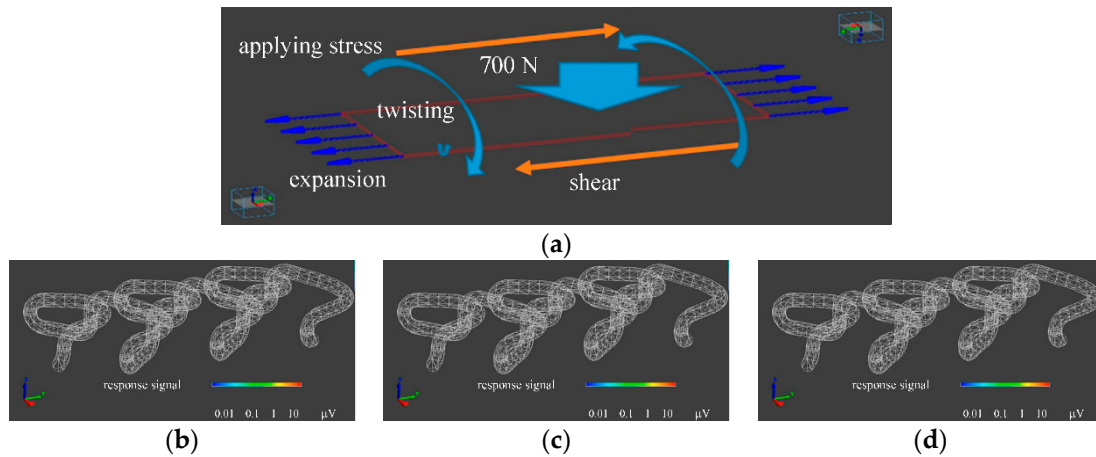 applying stress
700 N
twisting
υ
expansion
shear
(a)
response signal
0.01 0.1 1 10 μV
(b)
response signal
0.01 0.1 1 10 μV
(c)
response signal
0.01 0.1 1 10 μV
(d)